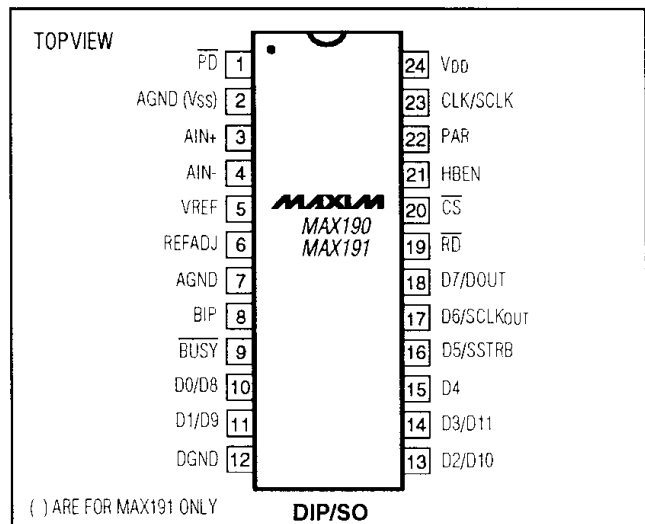 TOPVIEW
PD 1
AGND (VSS) 2
AIN+ 3
AIN- 4
VREF 5
REFADJ 6
AGND 7
BIP 8
BUSY 9
D0/D8 10
D1/D9 11
DGND 12
MAXIM
MAX190
MAX191
24 VDD
23 CLK/SCLK
22 PAR
21 HBEN
20 CS
19 RD
18 D7/DOUT
17 D6/SCLKOUT
16 D5/SSTRB
15 D4
14 D3/D11
13 D2/D10
( ) ARE FOR MAX191 ONLY
DIP/SO